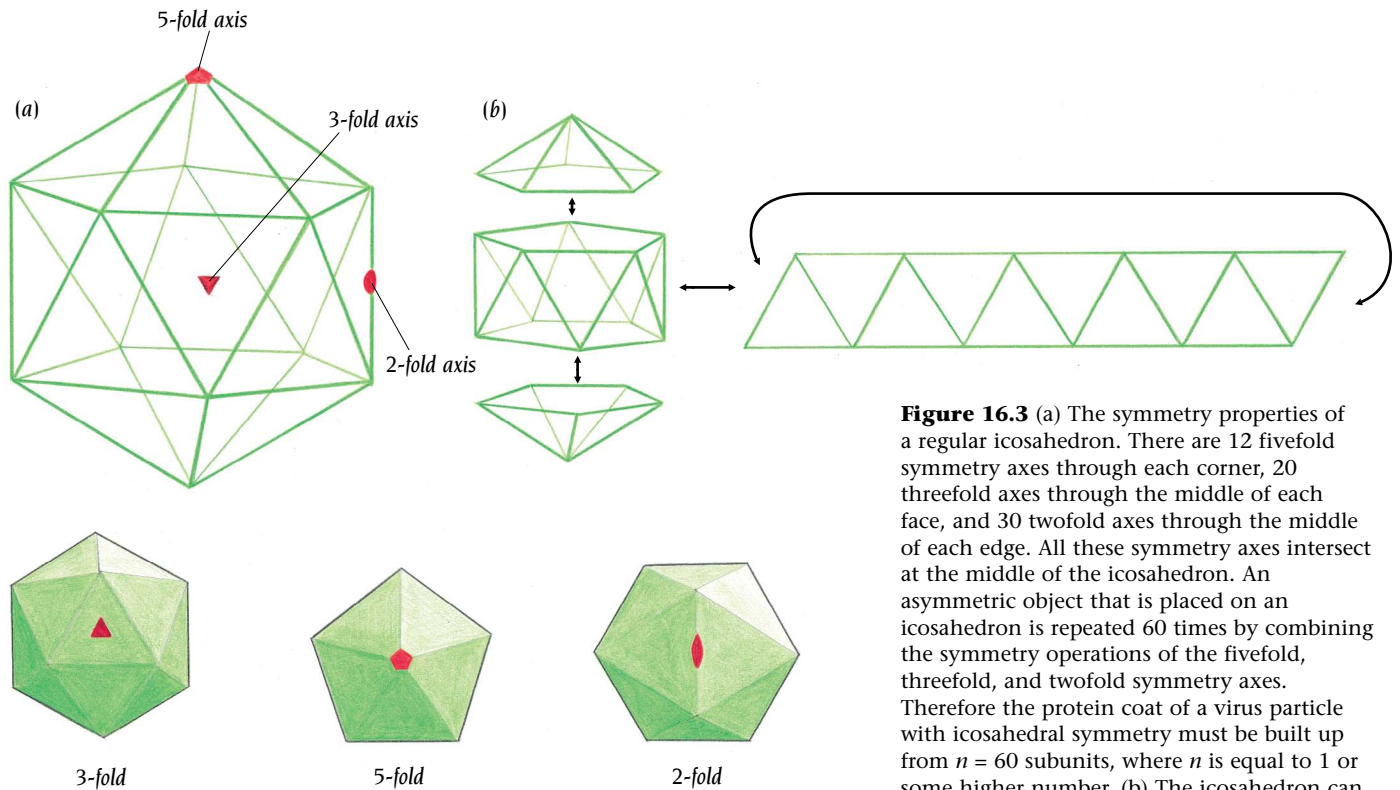 5-fold axis
(a)
3-fold axis
2-fold axis
(b)
3-fold
5-fold
2-fold
Figure 16.3 (a) The symmetry properties of
a regular icosahedron. There are 12 fivefold
symmetry axes through each corner, 20
threefold axes through the middle of each
face, and 30 twofold axes through the middle
of each edge. All these symmetry axes intersect
at the middle of the icosahedron. An
asymmetric object that is placed on an
icosahedron is repeated 60 times by combining
the symmetry operations of the fivefold,
threefold, and twofold symmetry axes.
Therefore the protein coat of a virus particle
with icosahedral symmetry must be built up
from n = 60 subunits, where n is equal to 1 or
some higher number. (b) The icosahedron can